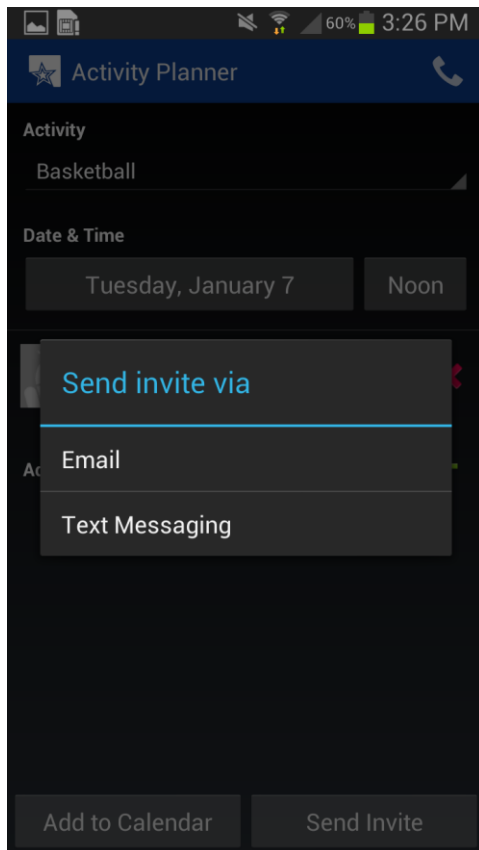 60% 3:26 PM
Activity Planner
Activity
Basketball
Date & Time
Tuesday, January 7 Noon
Send invite via
Email
Text Messaging
Add to Calendar Send Invite